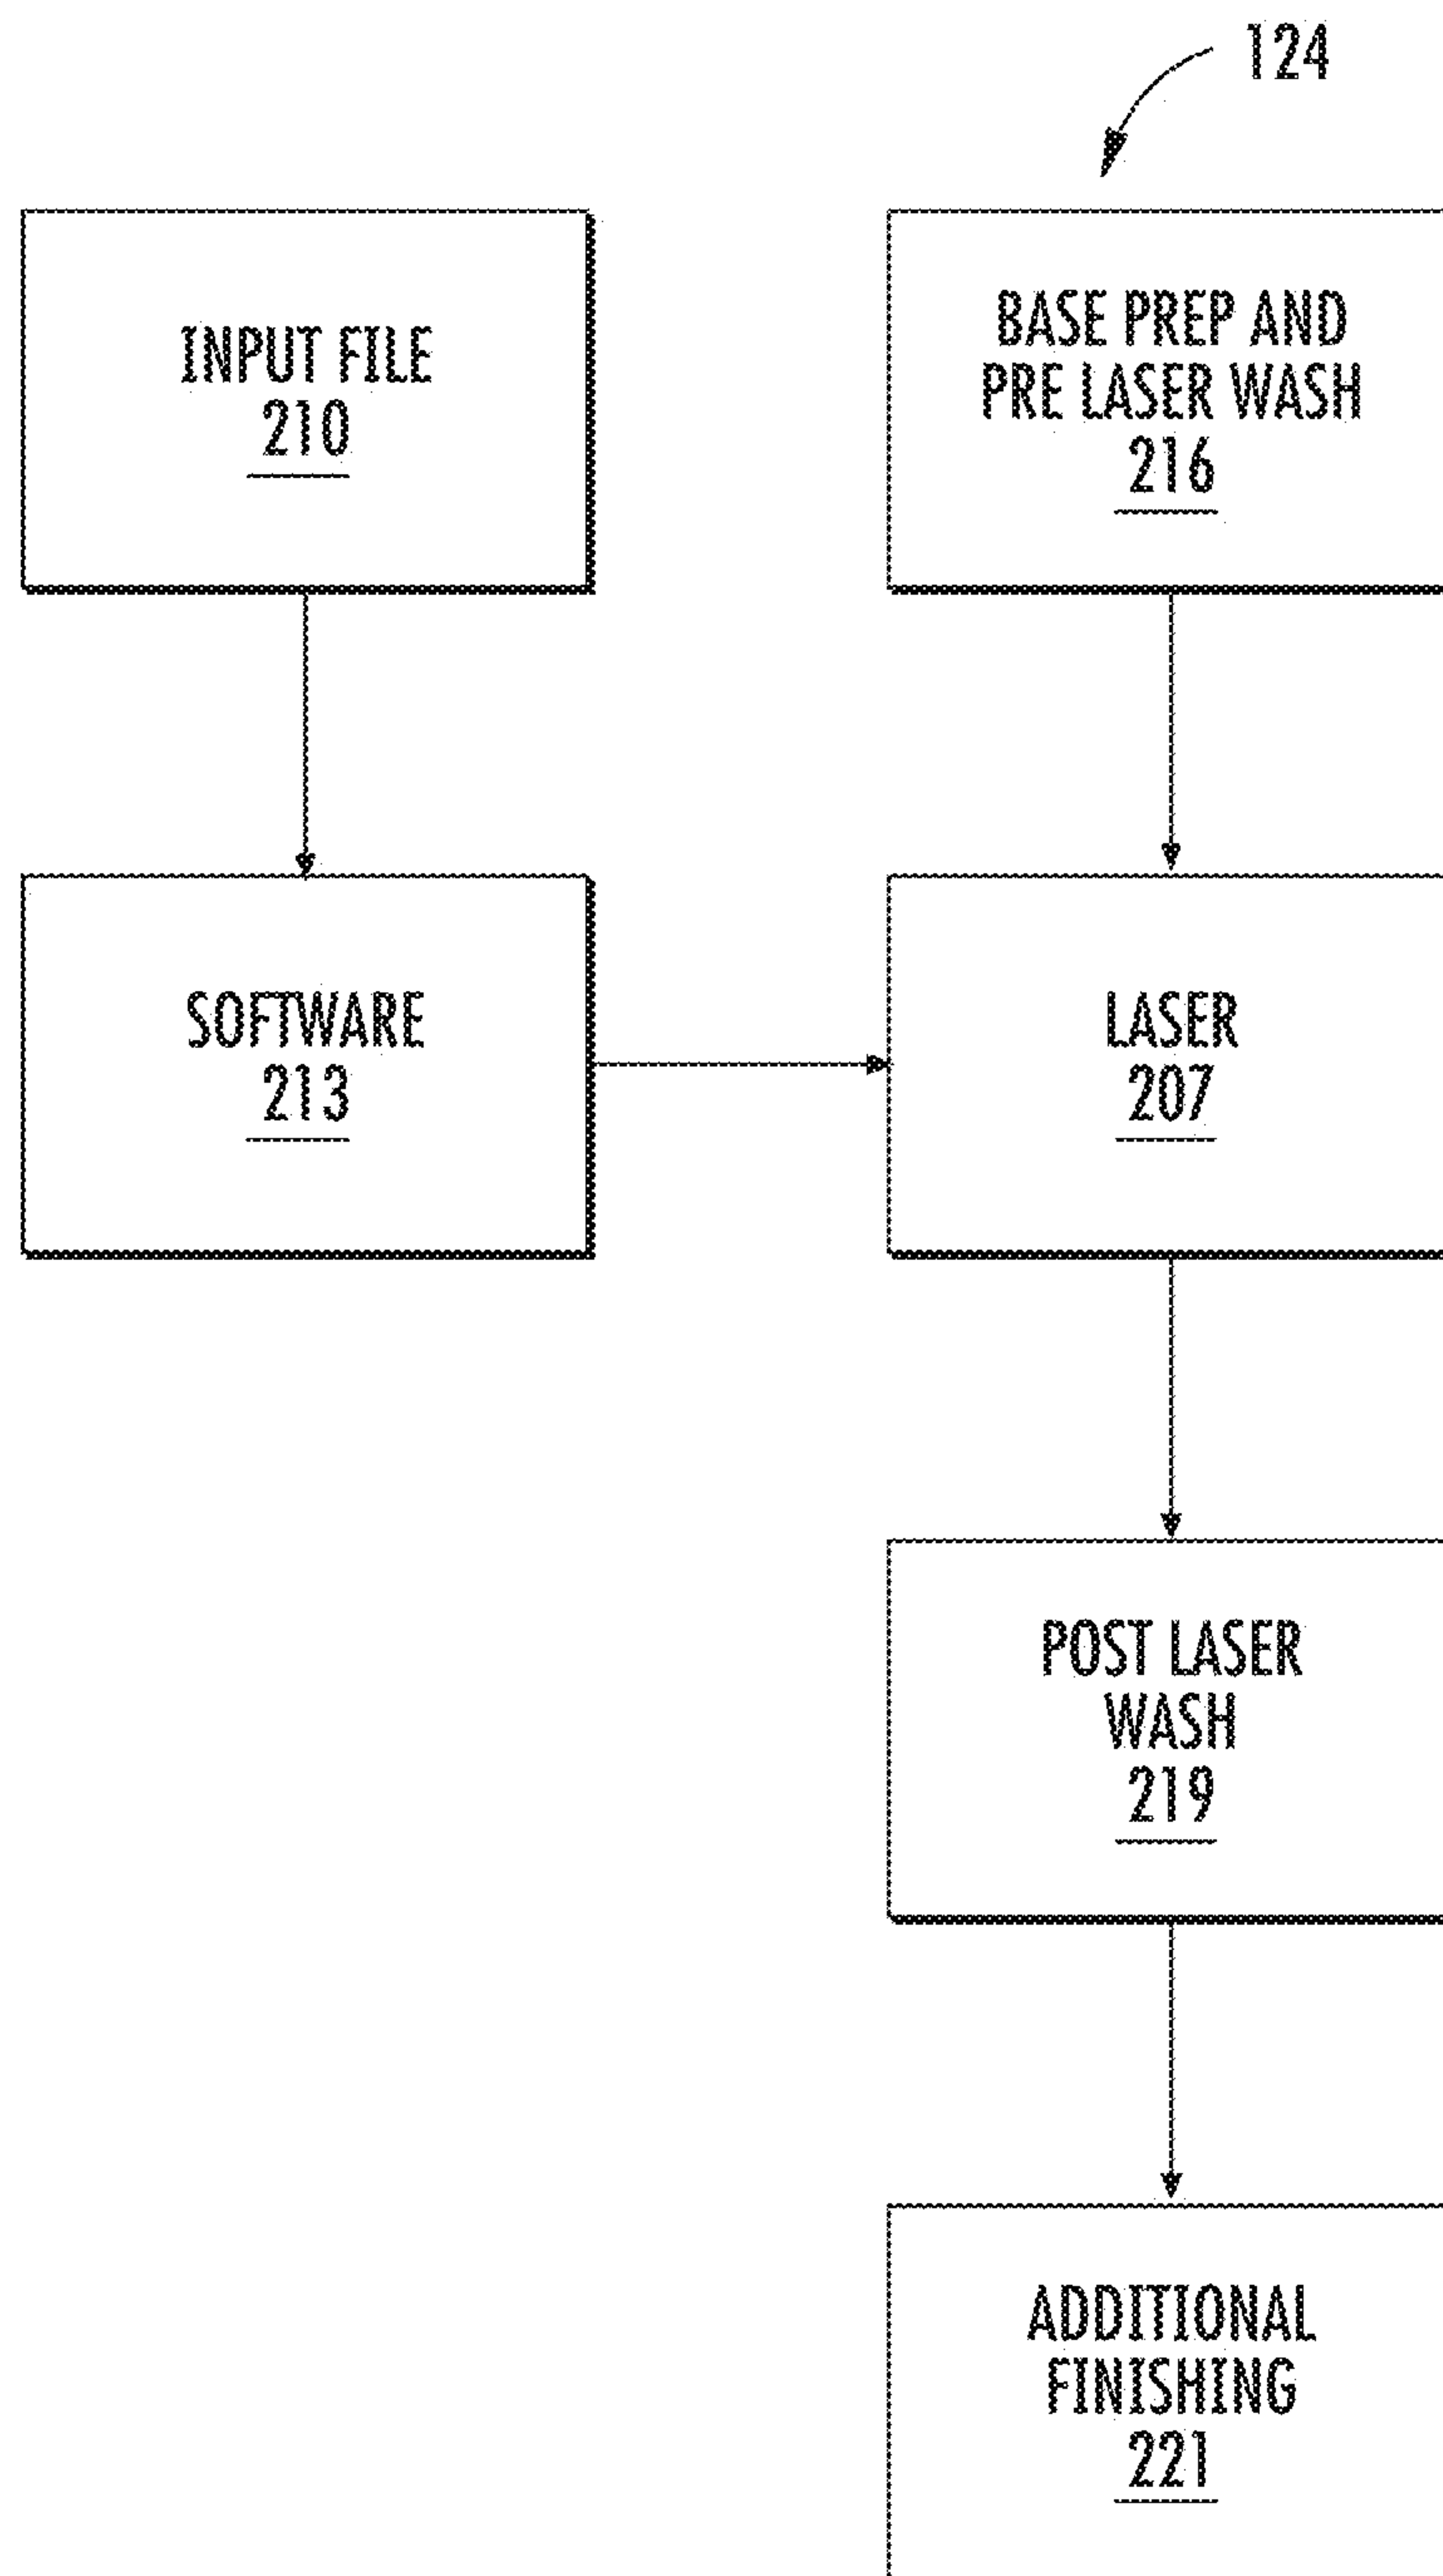 124
INPUT FILE
210
BASE PREP AND
PRE LASER WASH
216
SOFTWARE
213
LASER
207
POST LASER
WASH
219
ADDITIONAL
FINISHING
221